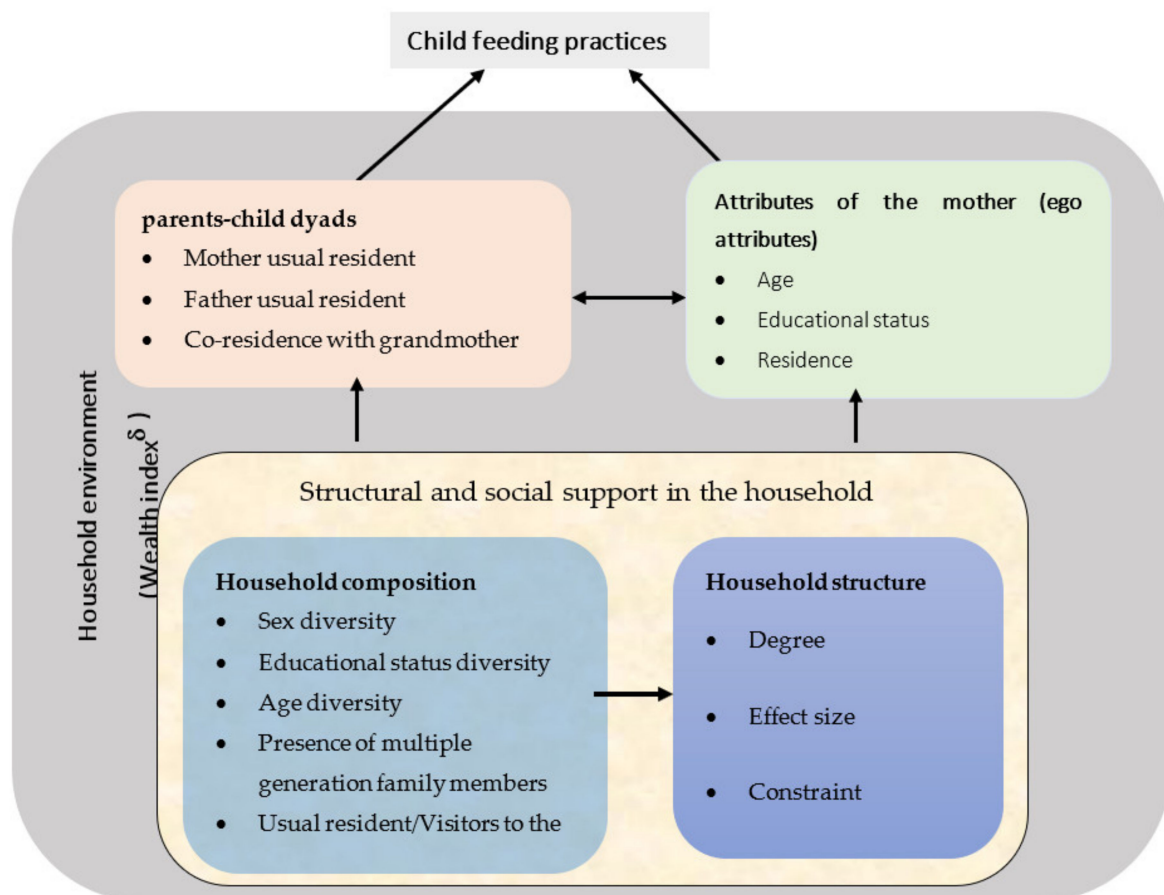 Child feeding practices
parents-child dyads
• Mother usual resident
• Father usual resident
• Co-residence with grandmother
Attributes of the mother (ego
attributes)
• Age
• Educational status
• Residence
Household environment
(Wealth index δ )
Structural and social support in the household
Household composition
• Sex diversity
• Educational status diversity
• Age diversity
• Presence of multiple
generation family members
• Usual resident/Visitors to the
Household structure
• Degree
• Effect size
• Constraint